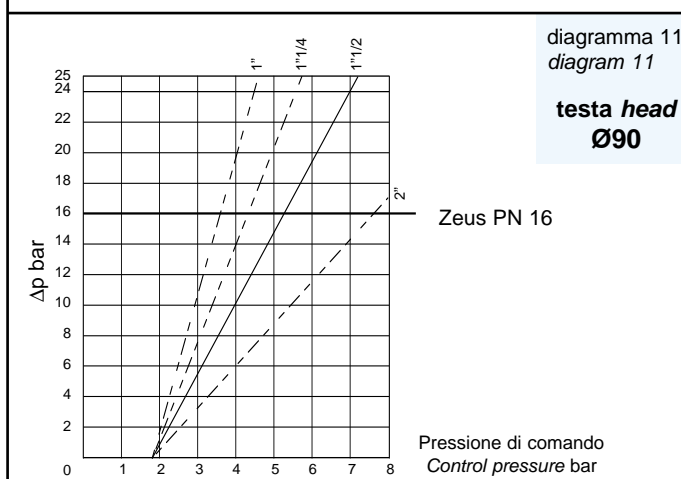 diagramma 11
diagram 11
testa head
Ø90
1"
1"1/4
1"1/2
2"
25
24
22
20
18
16
14
12
10
8
6
4
2
0
Δp bar
Zeus PN 16
1 2 3 4 5 6 7 8
Pressione di comando
Control pressure bar